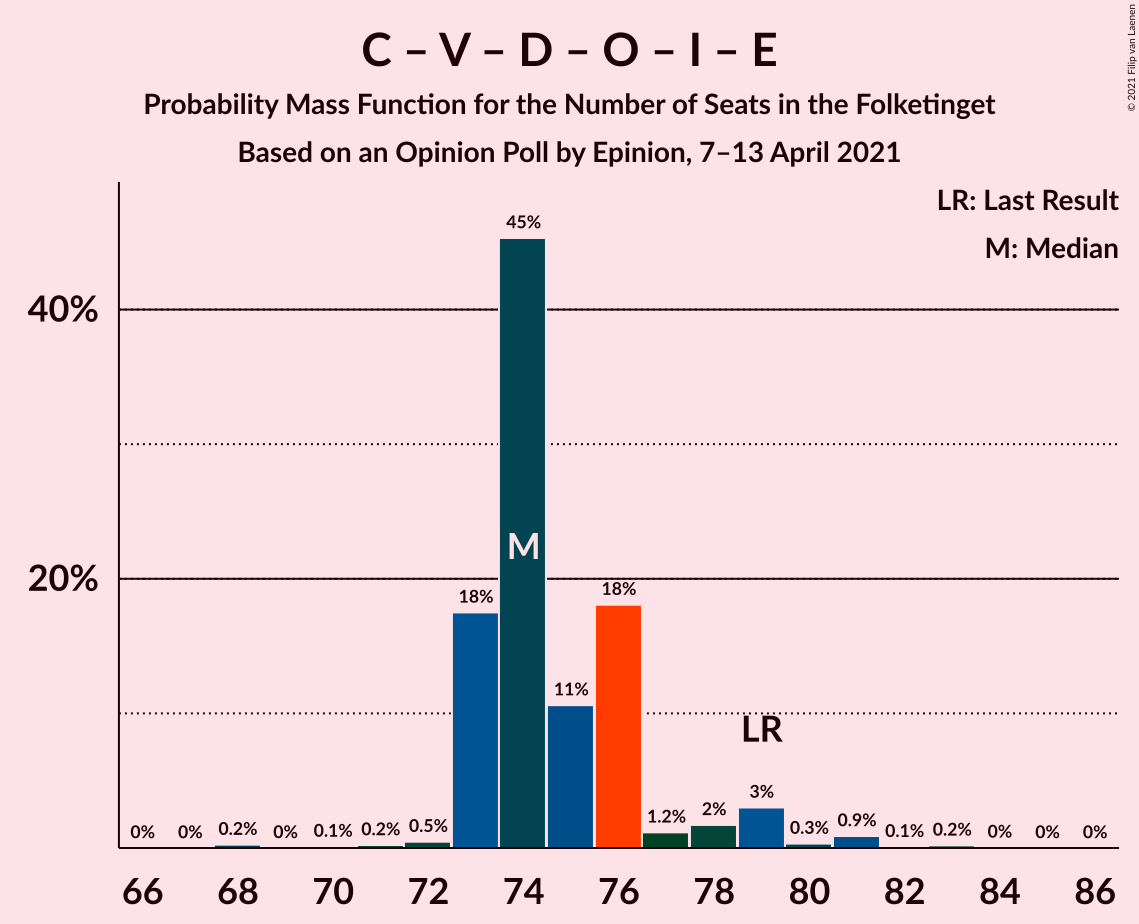 C – V – D – O – I – E
Probability Mass Function for the Number of Seats in the Folketinget
Based on an Opinion Poll by Epinion, 7–13 April 2021
© 2021 Filip van Laenen
LR: Last Result
M: Median
40%
20%
0%
0%
0.2%
0%
0.1%
0.2%
0.5%
18%
45%
M
11%
18%
1.2%
2%
LR
3%
0.3%
0.9%
0.1%
0.2%
0%
0%
0%
66 68 70 72 74 76 78 80 82 84 86